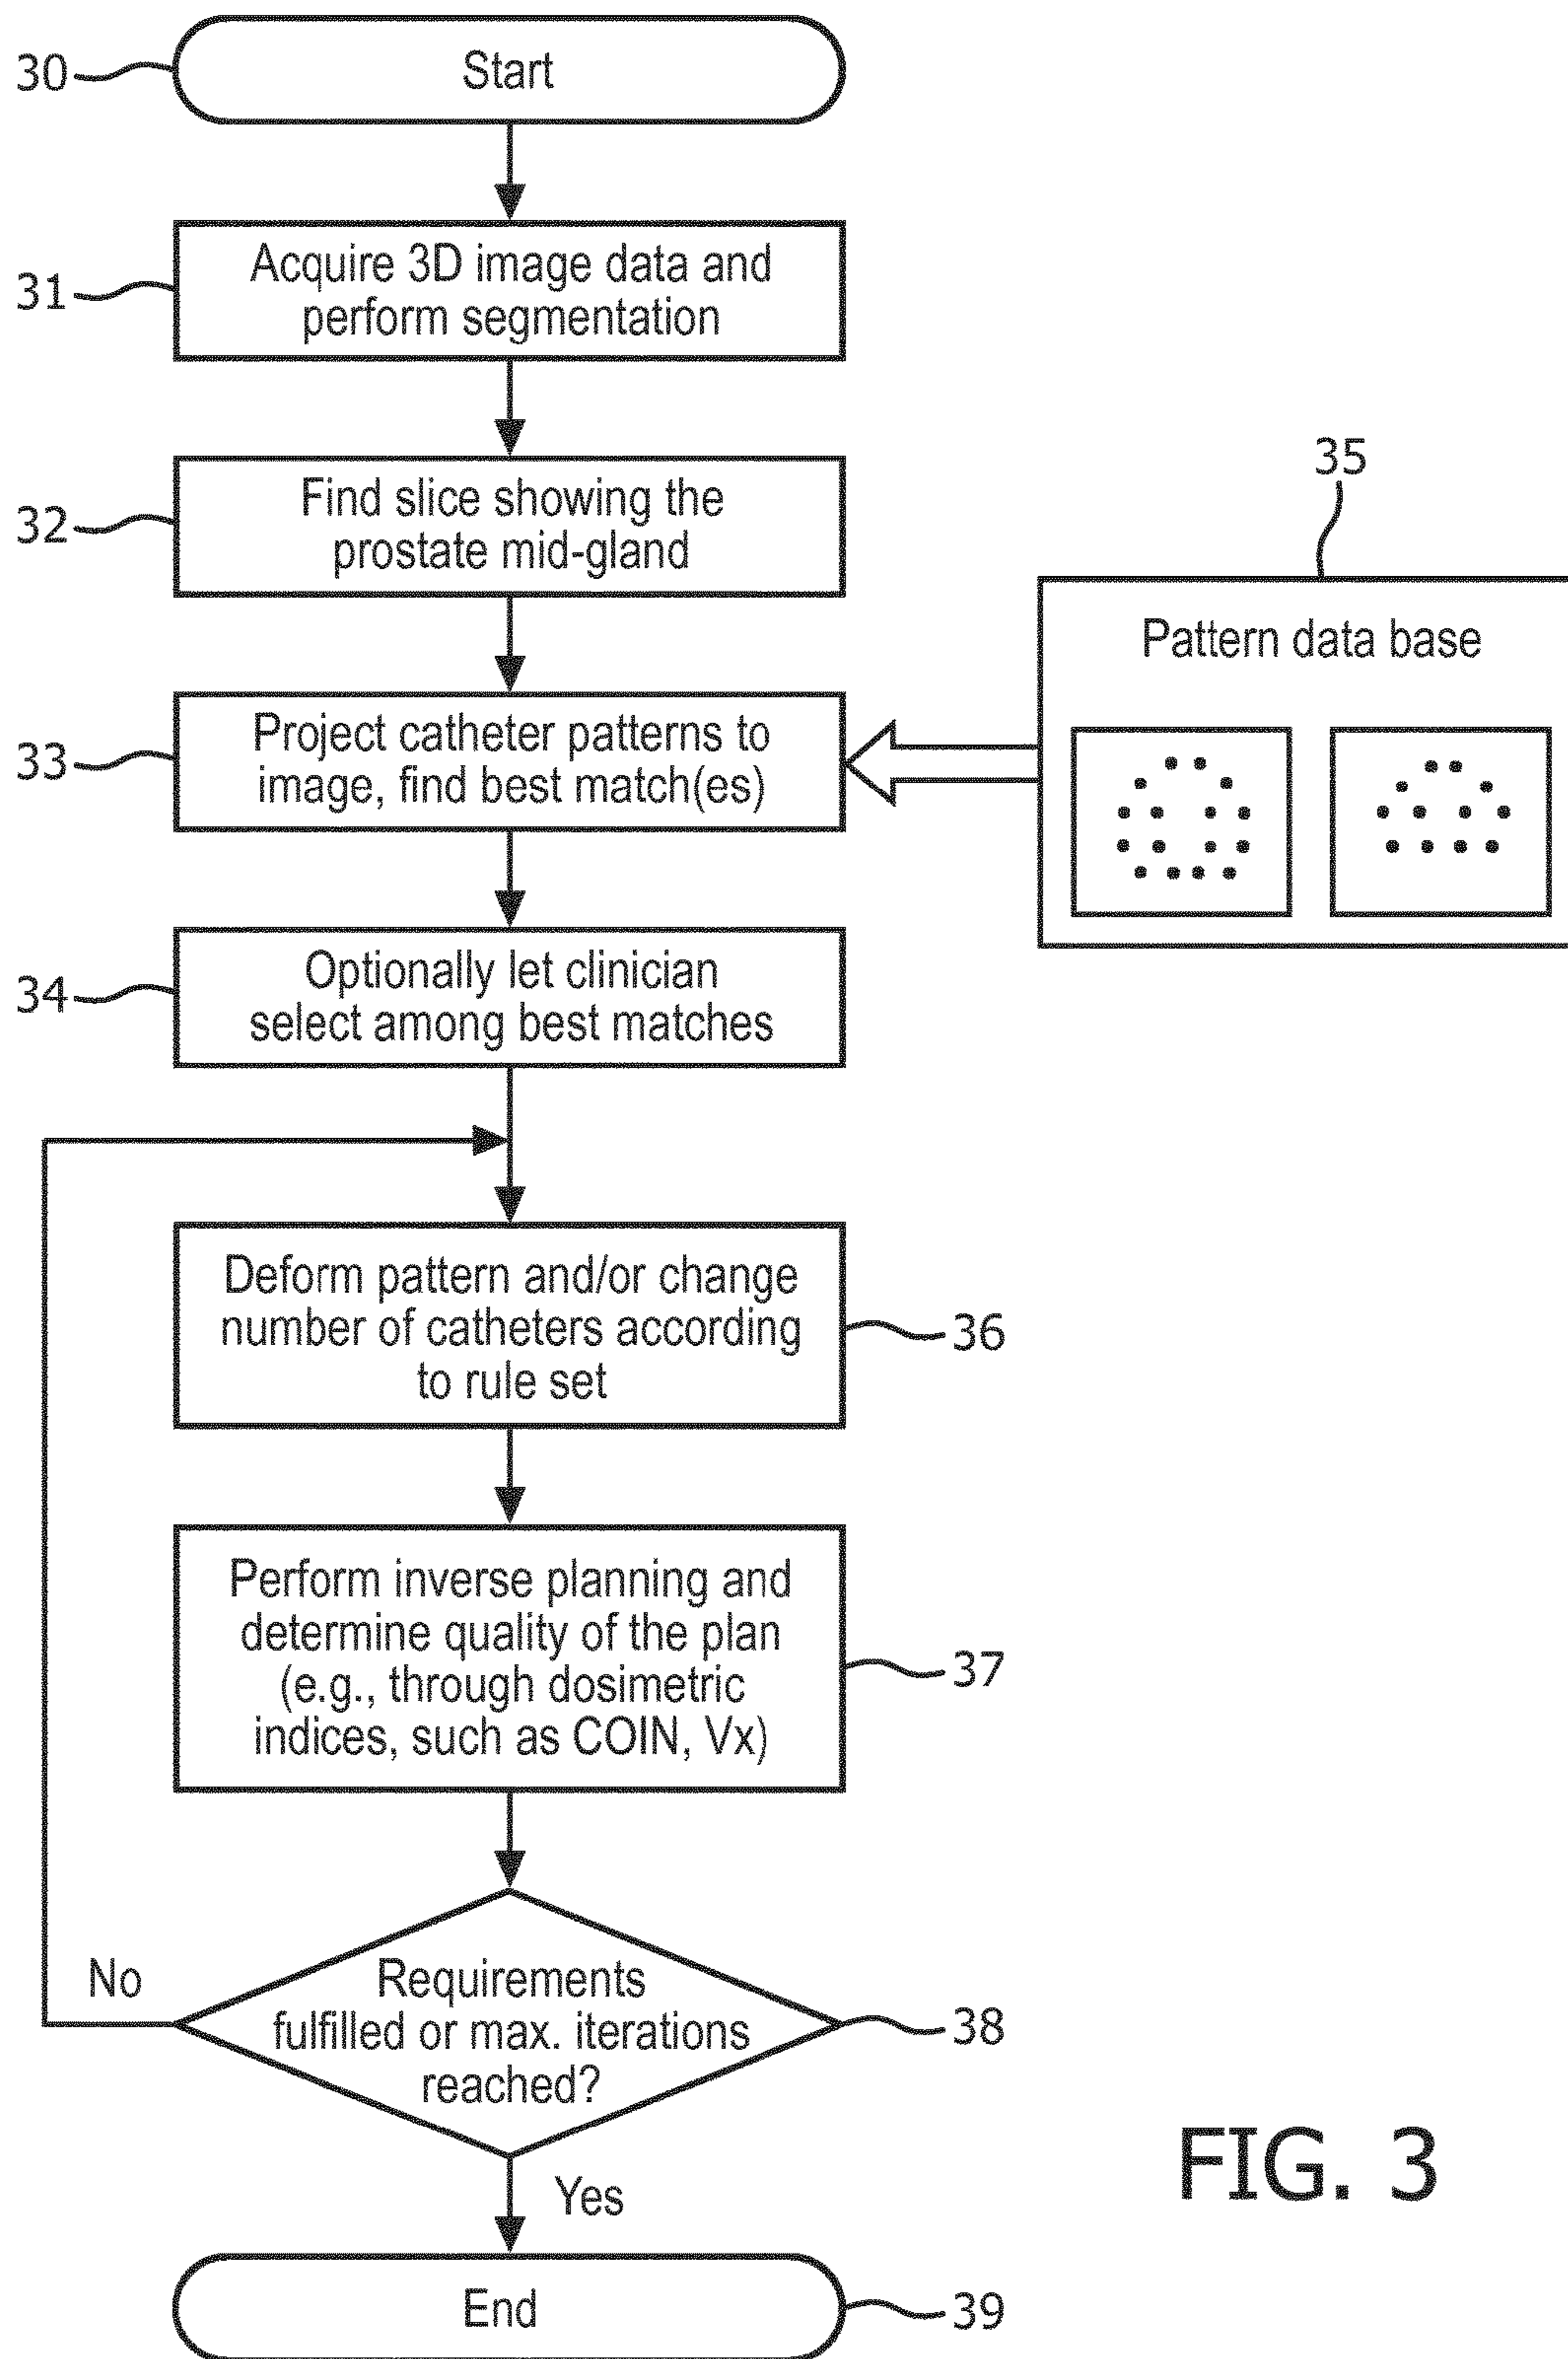 30
Start
31
Acquire 3D image data and
perform segmentation
32
Find slice showing the
prostate mid-gland
35
Pattern data base
33
Project catheter patterns to
image, find best match(es)
34
Optionally let clinician
select among best matches
Deform pattern and/or change
number of catheters according
to rule set
36
Perform inverse planning and
determine quality of the plan
(e.g., through dosimetric
indices, such as COIN, Vx)
37
No
Requirements
fulfilled or max. iterations
reached?
38
Yes
End
39
FIG. 3